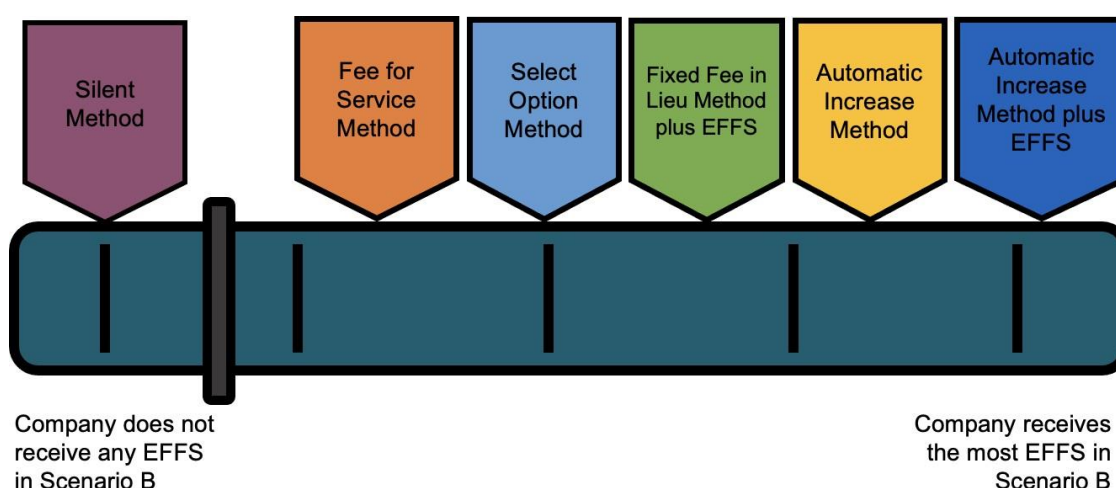 Silent
Method
Fee for
Service
Method
Select
Option
Method
Fixed Fee in
Lieu Method
plus EFFS
Automatic
Increase
Method
Automatic
Increase
Method plus
EFFS
Company does not
receive any EFFS
in Scenario B
Company receives
the most EFFS in
Scenario B